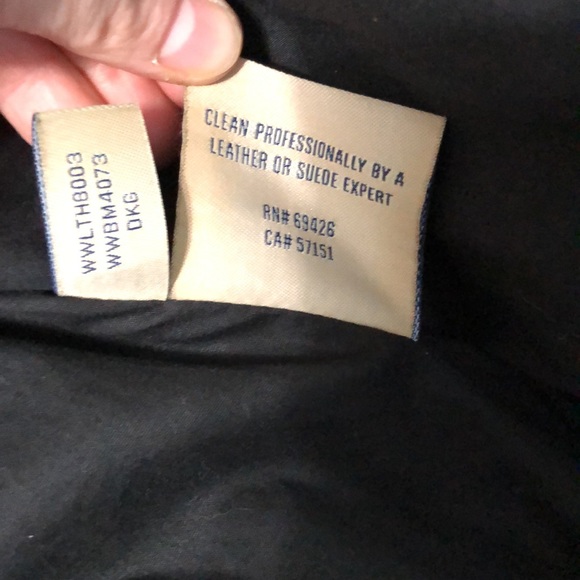 WWLTH8003
WWBM4073
DKG
CLEAN PROFESSIONALLY BY A
LEATHER OR SUEDE EXPERT
RN# 69426
CA# 57151